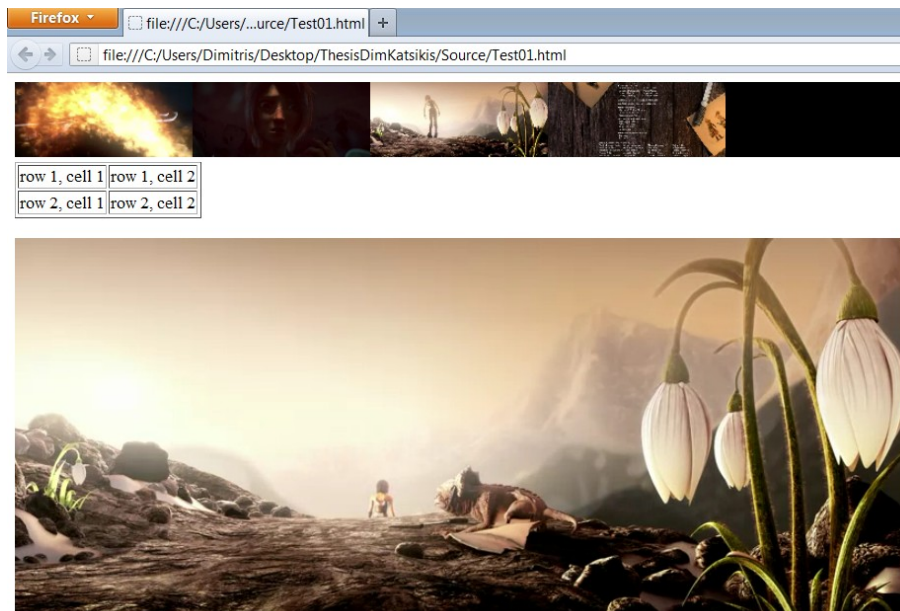 Firefox
file:///C:/Users/...urce/Test01.html +
file:///C:/Users/Dimitris/Desktop/ThesisDimKatsikis/Source/Test01.html
row 1, cell 1 row 1, cell 2
row 2, cell 1 row 2, cell 2